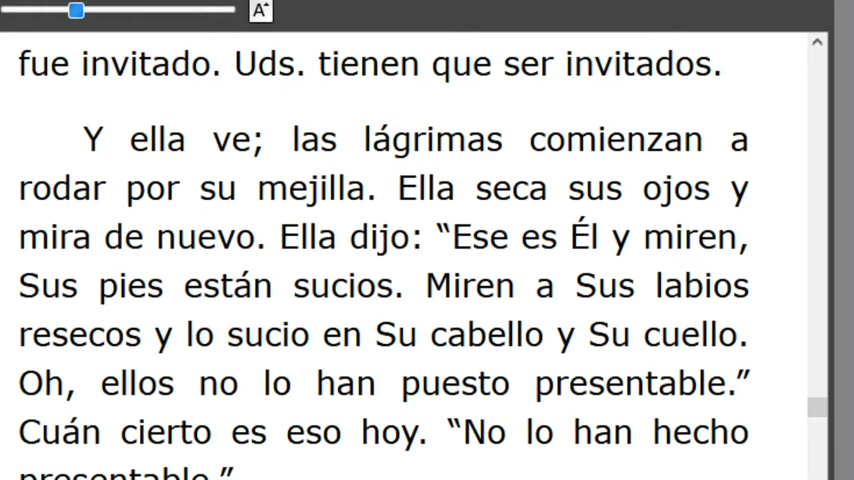 A
fue invitado. Uds. tienen que ser invitados.
Y ella ve; las lágrimas comienzan a
rodar por su mejilla. Ella seca sus ojos y
mira de nuevo. Ella dijo: “Ese es Él y miren,
Sus pies están sucios. Miren a Sus labios
resecos y lo sucio en Su cabello y Su cuello.
Oh, ellos no lo han puesto presentable.”
Cuán cierto es eso hoy. “No lo han hecho
presentable.”